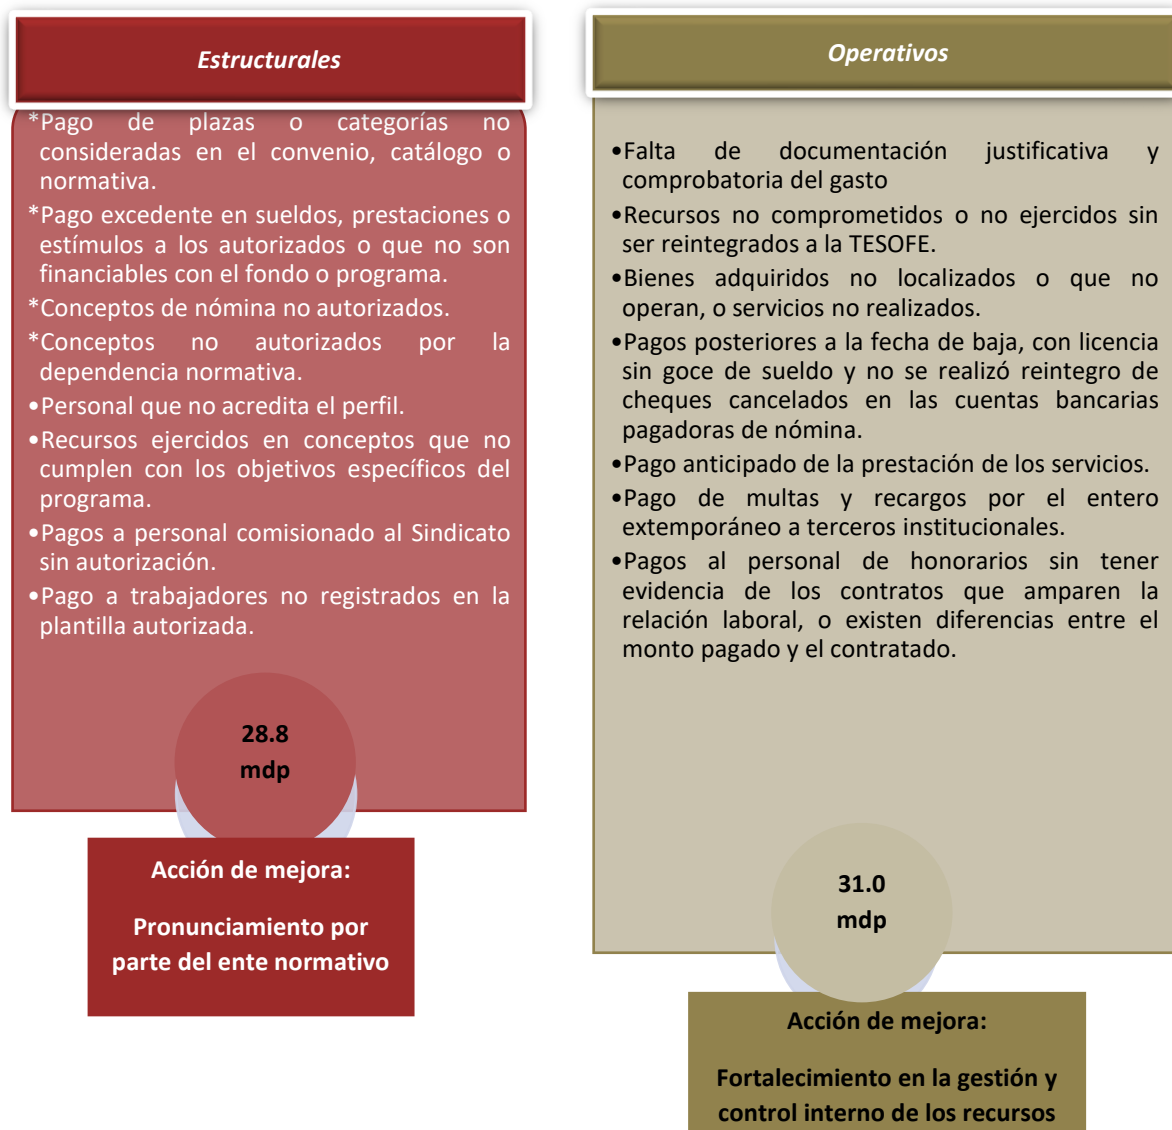 Estructurales
*Pago de plazas o categorías no
consideradas en el convenio, catálogo o
normativa.
*Pago excedente en sueldos, prestaciones o
estímulos a los autorizados o que no son
financiables con el fondo o programa.
*Conceptos de nómina no autorizados.
*Conceptos no autorizados por la
dependencia normativa.
•Personal que no acredita el perfil.
•Recursos ejercidos en conceptos que no
cumplen con los objetivos específicos del
programa.
•Pagos a personal comisionado al Sindicato
sin autorización.
•Pago a trabajadores no registrados en la
plantilla autorizada.
28.8
mdp
Acción de mejora:
Pronunciamiento por
parte del ente normativo
Operativos
•Falta de documentación justificativa y
comprobatoria del gasto
•Recursos no comprometidos o no ejercidos sin
ser reintegrados a la TESOFE.
•Bienes adquiridos no localizados o que no
operan, o servicios no realizados.
•Pagos posteriores a la fecha de baja, con licencia
sin goce de sueldo y no se realizó reintegro de
cheques cancelados en las cuentas bancarias
pagadoras de nómina.
•Pago anticipado de la prestación de los servicios.
•Pago de multas y recargos por el entero
extemporáneo a terceros institucionales.
•Pagos al personal de honorarios sin tener
evidencia de los contratos que amparen la
relación laboral, o existen diferencias entre el
monto pagado y el contratado.
31.0
mdp
Acción de mejora:
Fortalecimiento en la gestión y
control interno de los recursos